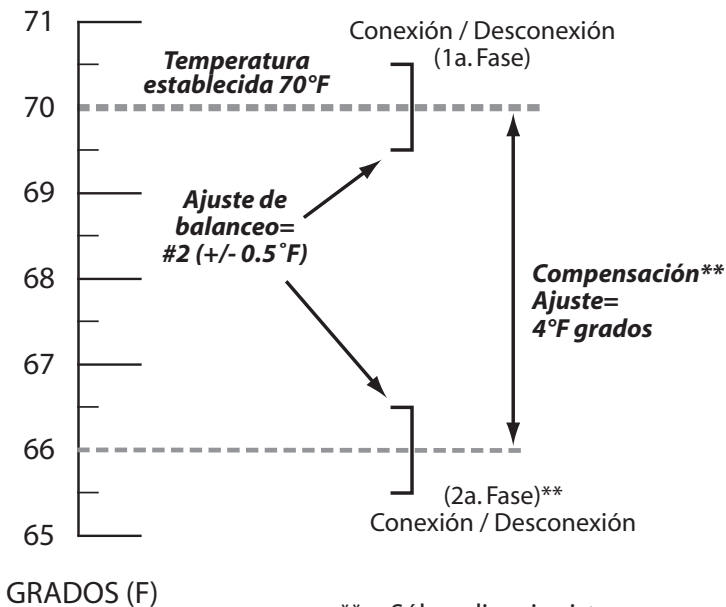 71
70
69
68
67
66
65
GRADOS (F)
Temperatura
establecida 70°F
Conexión / Desconexión
(1a. Fase)
Ajuste de
balanceo=
#2 (+/- 0.5˚F)
Compensación**
Ajuste=
4°F grados
(2a. Fase)**
Conexión / Desconexión